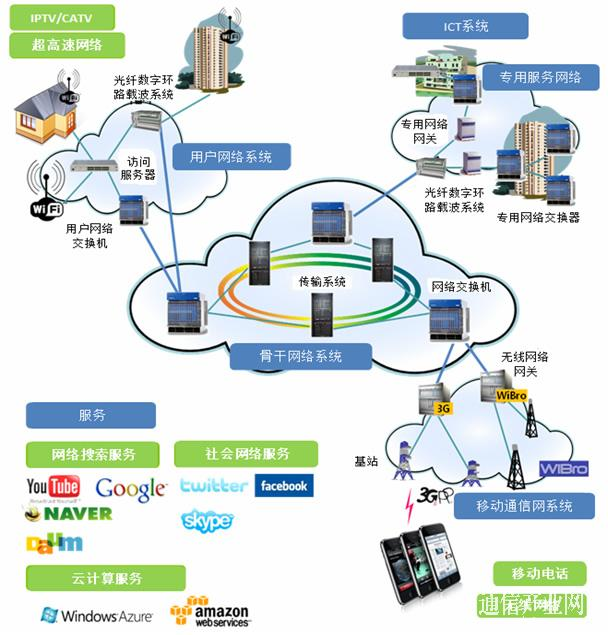 IPTV/CATV
超高速网络
WiFi
光纤数字环
路载波系统
WiFi
访问
服务器
WiFi
用户网络
交换机
用户网络系统
ICT系统
专用服务网络
专用网络
网关
光纤数字环
路载波系统
专用网络交换器
传输系统
网络交换机
骨干网络系统
无线网络
网关
3G
WiBro
基站
WIBro
3GPP
移动通信网系统
移动电话
通信产业网
服务
网络搜索服务
社会网络服务
YouTube
Broadcast Yourself
Google
twitter
facebook
NAVER
skype
Daum
云计算服务
Windows Azure
amazon
webservices